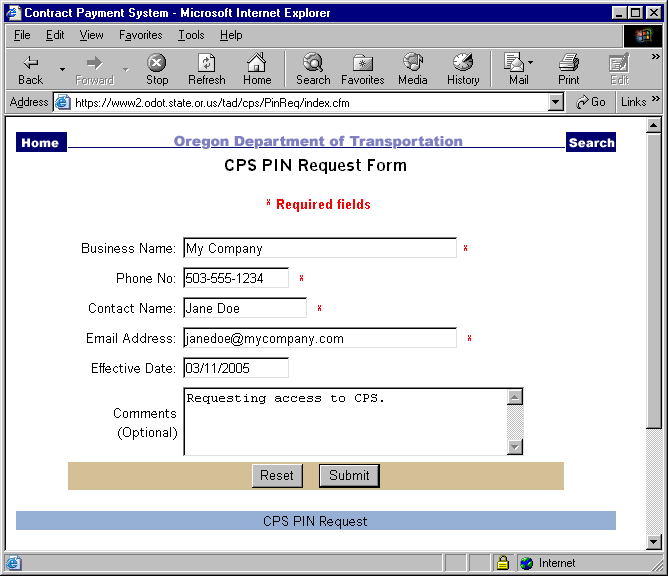 Contract Payment System - Microsoft Internet Explorer
File Edit View Favorites Tools Help
Back Forward Stop Refresh Home Search Favorites Media History Mail Print Edit
Address https://www2.odot.state.or.us/tad/cps/PinReq/index.cfm Go Links »
Home Oregon Department of Transportation Search
CPS PIN Request Form
* Required fields
Business Name: My Company *
Phone No: 503-555-1234 *
Contact Name: Jane Doe *
Email Address: janedoe@mycompany.com *
Effective Date: 03/11/2005
Comments (Optional) Requesting access to CPS.
Reset Submit
CPS PIN Request
Internet